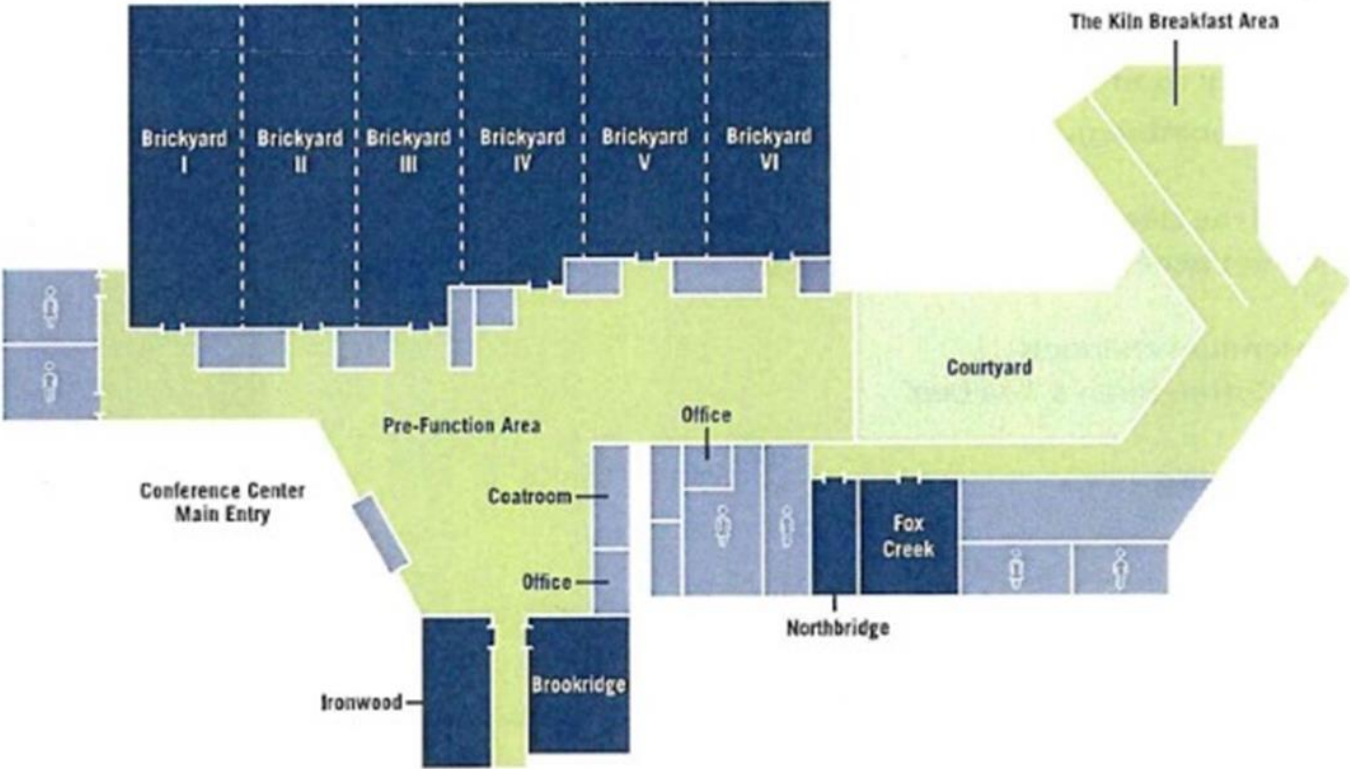 The Kiln Breakfast Area
Brickyard
I
Brickyard
II
Brickyard
III
Brickyard
IV
Brickyard
V
Brickyard
VI
Courtyard
Office
Pre-Function Area
Conference Center
Main Entry
Coatroom
Fox
Creek
Office
Northbridge
Ironwood
Brookridge